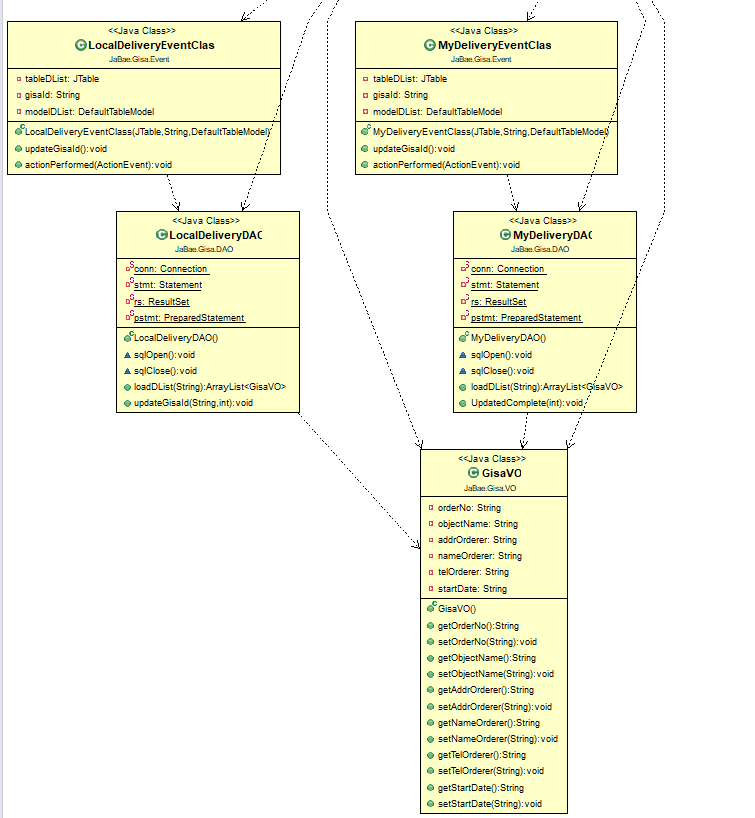 <<Java Class>>
LocalDeliveryEventClas
JaBae.Gisa.Event
tableDList: JTable
gisaId: String
modelDList: DefaultTableModel
LocalDeliveryEventClass(JTable,String,DefaultTableModel)
updateGisaId():void
actionPerformed(ActionEvent):void
<<Java Class>>
MyDeliveryEventClas
JaBae.Gisa.Event
tableDList: JTable
gisaId: String
modelDList: DefaultTableModel
MyDeliveryEventClass(JTable,String,DefaultTableModel)
updateGisaId():void
actionPerformed(ActionEvent):void
<<Java Class>>
LocalDeliveryDAO
JaBae.Gisa.DAO
conn: Connection
stmt: Statement
rs: ResultSet
pstmt: PreparedStatement
LocalDeliveryDAO()
sqlOpen():void
sqlClose():void
loadDList(String):ArrayList<GisaVO>
updateGisaId(String,int):void
<<Java Class>>
MyDeliveryDAO
JaBae.Gisa.DAO
conn: Connection
stmt: Statement
rs: ResultSet
pstmt: PreparedStatement
MyDeliveryDAO()
sqlOpen():void
sqlClose():void
loadDList(String):ArrayList<GisaVO>
UpdatedComplete(int):void
<<Java Class>>
GisaVO
JaBae.Gisa.VO
orderNo: String
objectName: String
addrOrderer: String
nameOrderer: String
telOrderer: String
startDate: String
GisaVO()
getOrderNo():String
setOrderNo(String):void
getObjectName():String
setObjectName(String):void
getAddrOrderer():String
setAddrOrderer(String):void
getNameOrderer():String
setNameOrderer(String):void
getTelOrderer():String
setTelOrderer(String):void
getStartDate():String
setStartDate(String):void